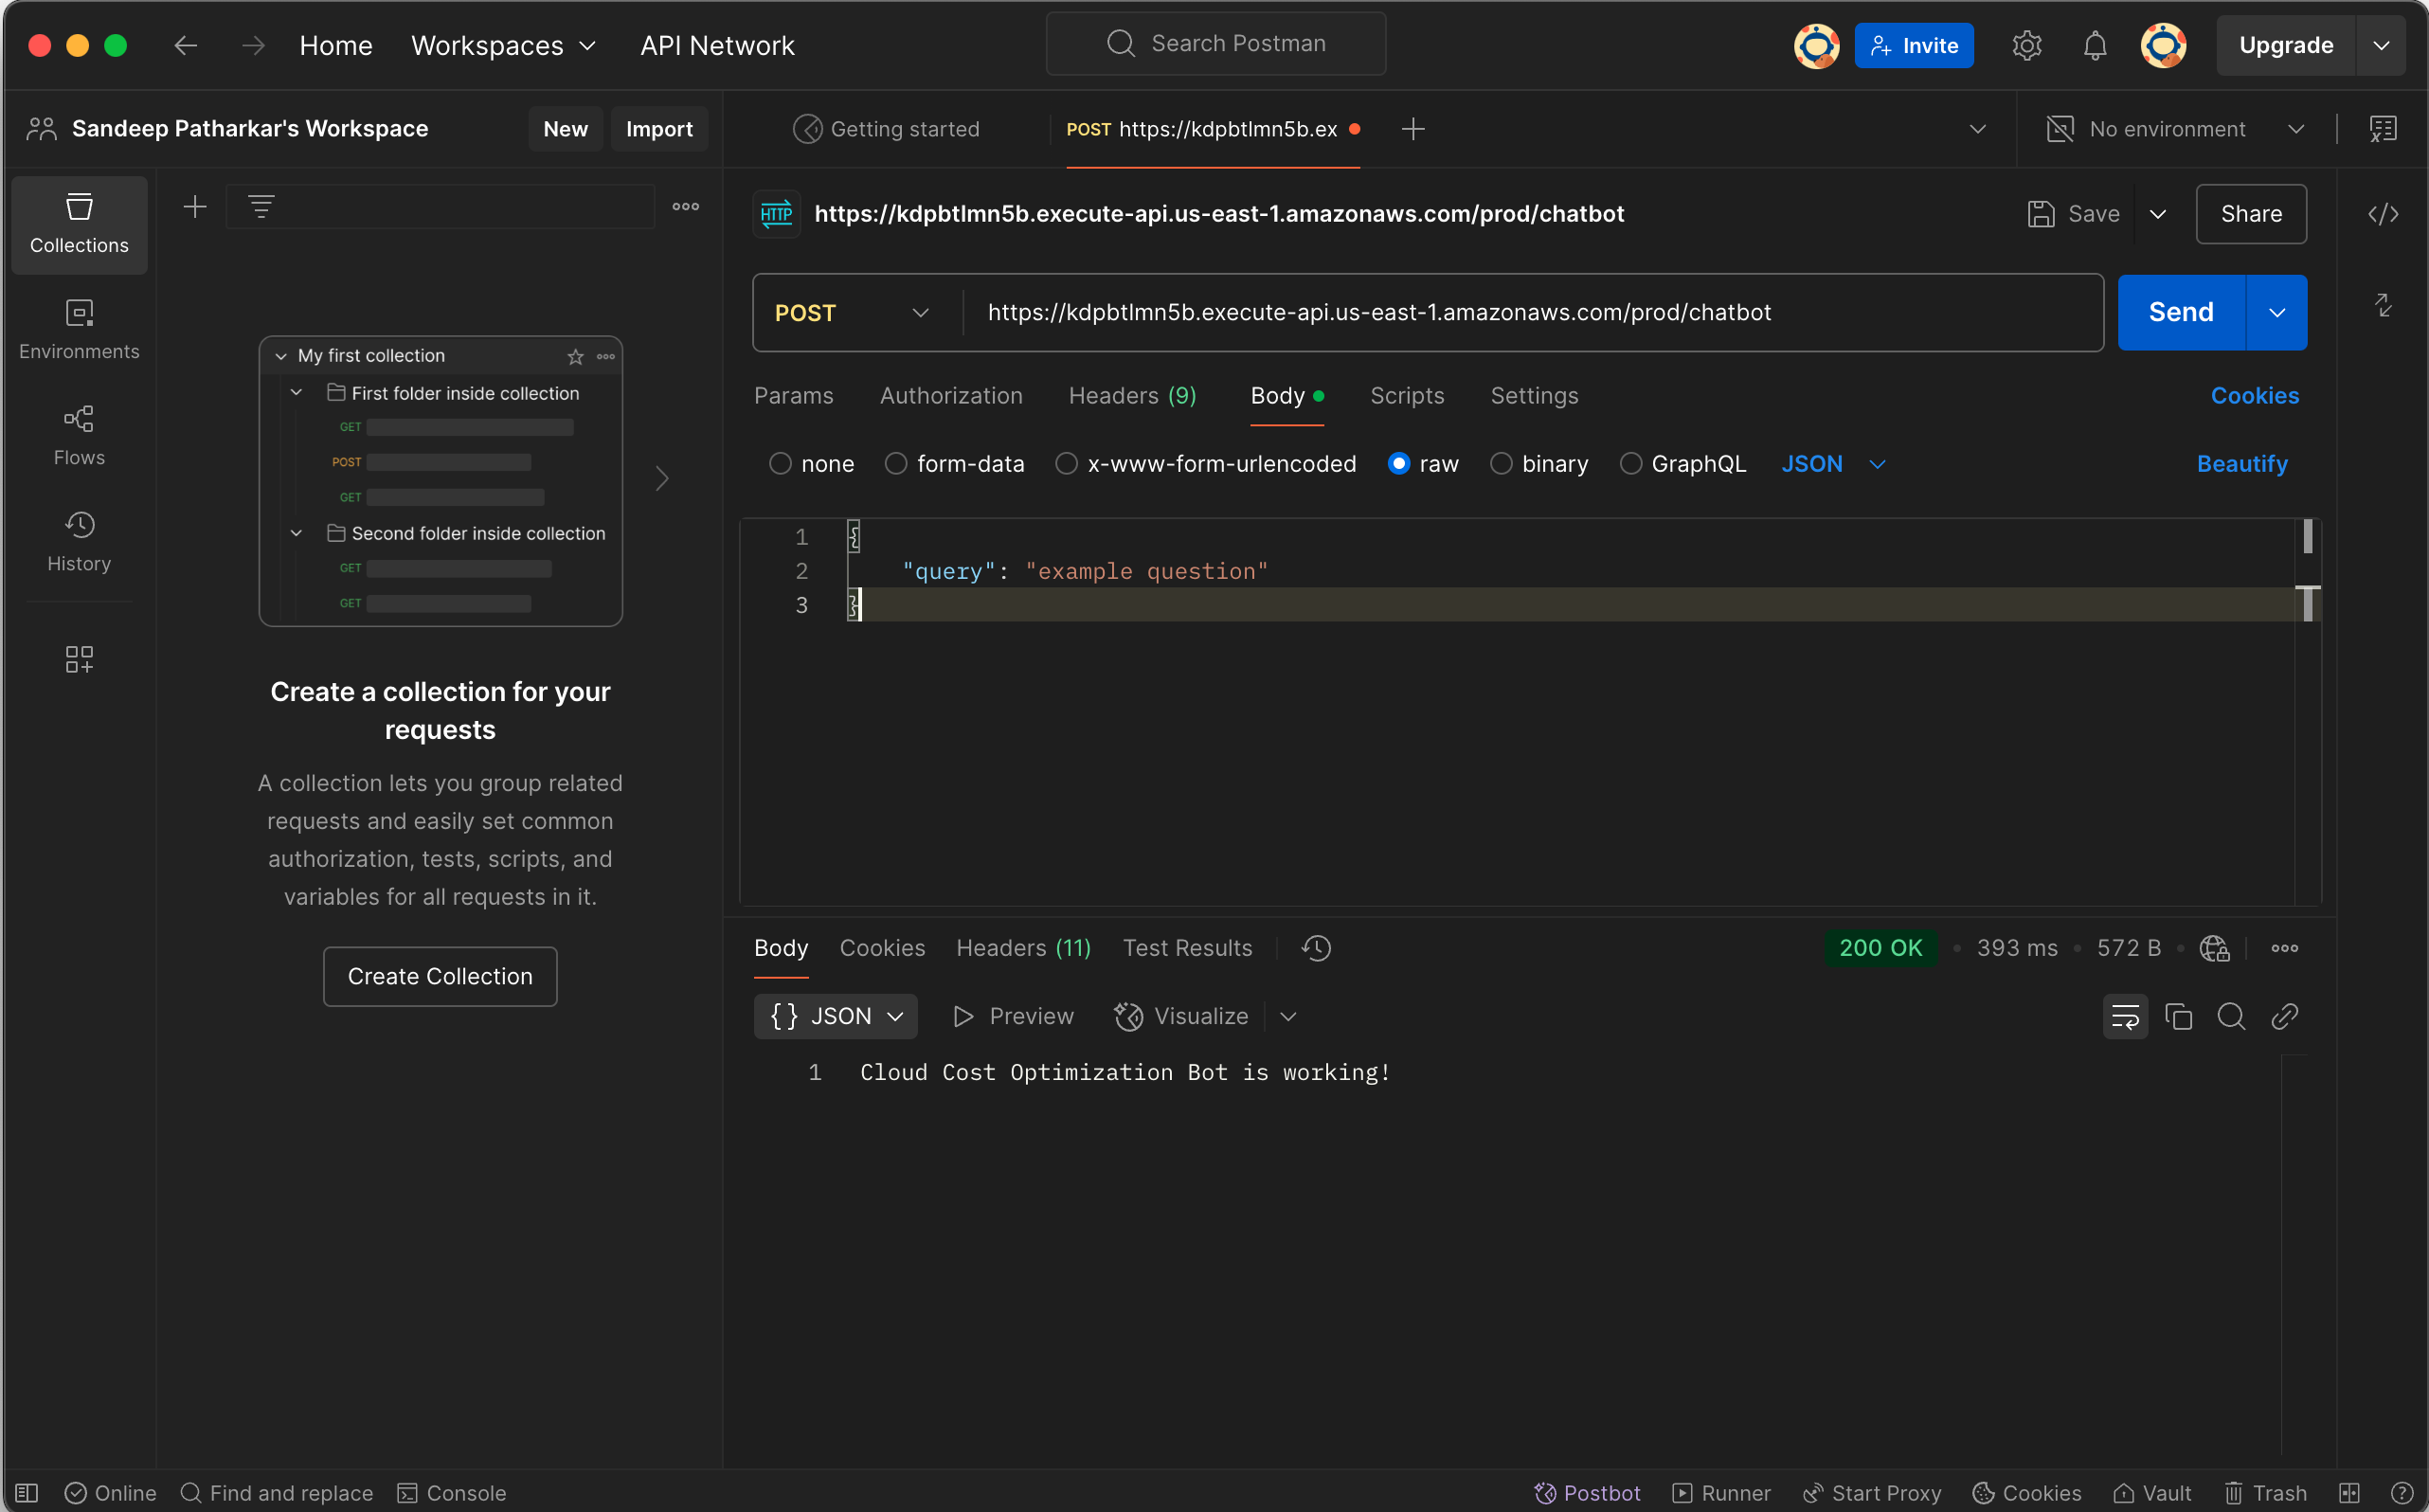 Home
Workspaces
API Network
Search Postman
Invite
Upgrade
Sandeep Patharkar's Workspace
New
Import
Getting started
POST https://kdpbtlmn5b.ex
No environment
Collections
Environments
Flows
History
My first collection
First folder inside collection
GET
POST
GET
Second folder inside collection
GET
GET
Create a collection for your
requests
A collection lets you group related
requests and easily set common
authorization, tests, scripts, and
variables for all requests in it.
Create Collection
HTTP
https://kdpbtlmn5b.execute-api.us-east-1.amazonaws.com/prod/chatbot
Save
Share
POST
https://kdpbtlmn5b.execute-api.us-east-1.amazonaws.com/prod/chatbot
Send
Params
Authorization
Headers (9)
Body
Scripts
Settings
Cookies
none
form-data
x-www-form-urlencoded
raw
binary
GraphQL
JSON
Beautify
1 {
2 "query": "example question"
3 }
Body
Cookies
Headers (11)
Test Results
200 OK
393 ms
572 B
{} JSON
Preview
Visualize
1 Cloud Cost Optimization Bot is working!
Online
Find and replace
Console
Postbot
Runner
Start Proxy
Cookies
Vault
Trash